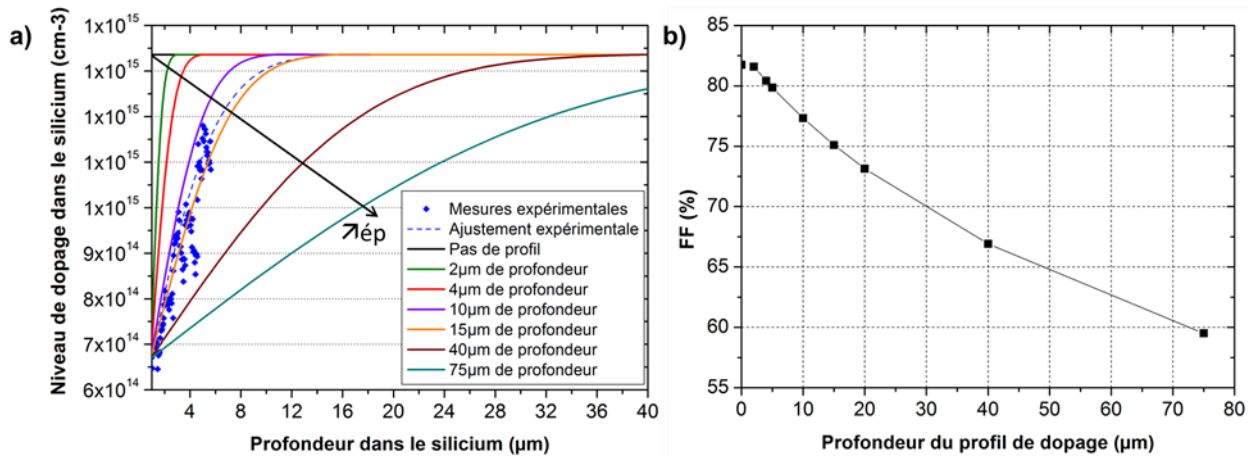 a)
Niveau de dopage dans le silicium (cm-3)
1x10^15
1x10^15
1x10^15
1x10^15
1x10^15
9x10^14
8x10^14
7x10^14
6x10^14
4 8 12 16 20 24 28 32 36 40
Profondeur dans le silicium (µm)
↗ép
Mesures expérimentales
Ajustement expérimentale
Pas de profil
2µm de profondeur
4µm de profondeur
10µm de profondeur
15µm de profondeur
40µm de profondeur
75µm de profondeur
b)
FF (%)
85
80
75
70
65
60
55
0 10 20 30 40 50 60 70 80
Profondeur du profil de dopage (µm)